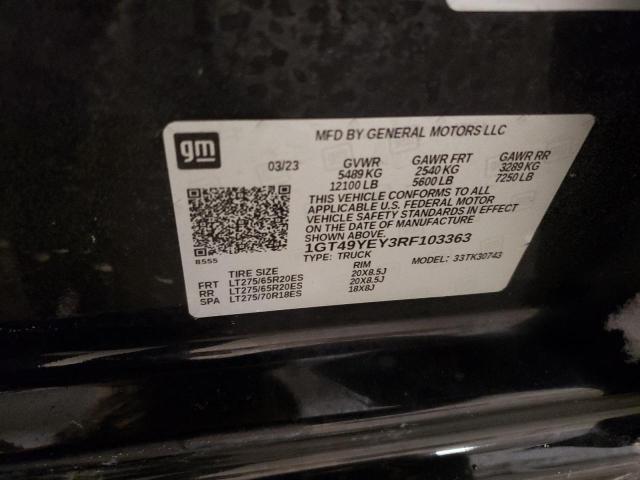 gm
MFD BY GENERAL MOTORS LLC
03/23 GVWR GAWR FRT GAWR RR
5489 KG 2540 KG 3289 KG
12100 LB 5600 LB 7250 LB
THIS VEHICLE CONFORMS TO ALL
APPLICABLE U.S. FEDERAL MOTOR
VEHICLE SAFETY STANDARDS IN EFFECT
ON THE DATE OF MANUFACTURE
SHOWN ABOVE.
1GT49YEY3RF103363
TYPE: TRUCK MODEL: 33TK30743
8555
TIRE SIZE RIM
FRT LT275/65R20ES 20X8.5J
RR LT275/65R20ES 20X8.5J
SPA LT275/70R18ES 18X8J